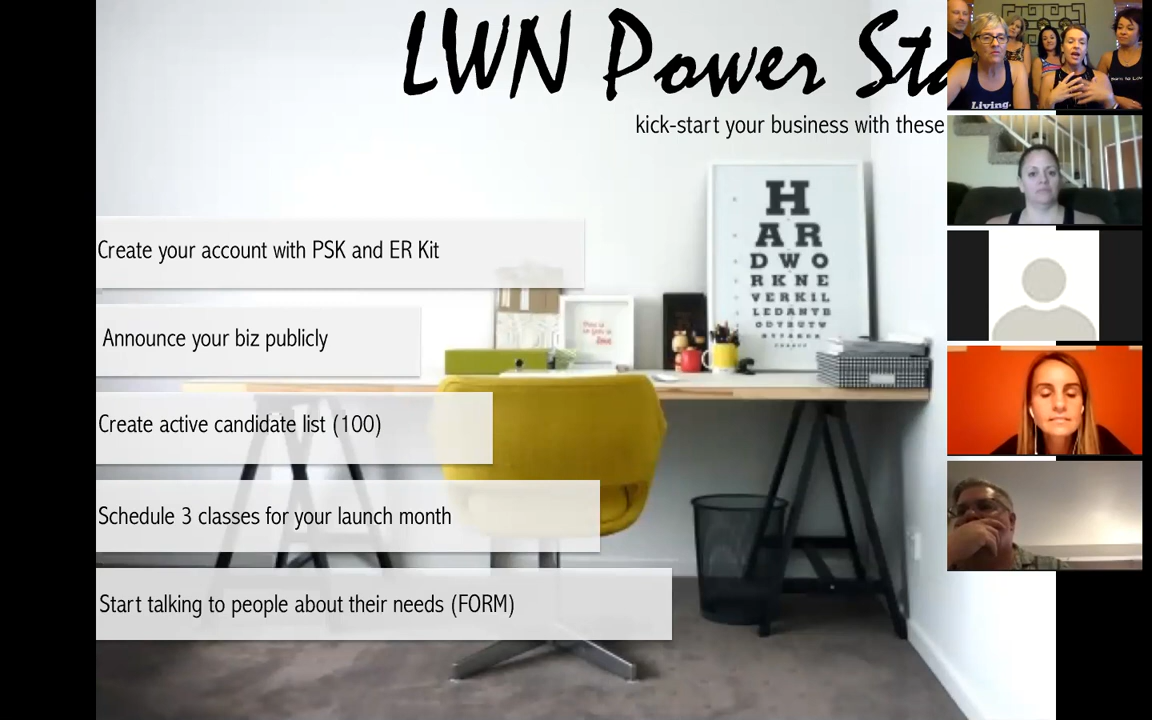 LWN Power Sta
kick-start your business with these
Create your account with PSK and ER Kit
Announce your biz publicly
Create active candidate list (100)
Schedule 3 classes for your launch month
Start talking to people about their needs (FORM)
H
A R
D W O
R K N E
V E R K I L
L E D A N Y B
O D Y B U T W
Living.